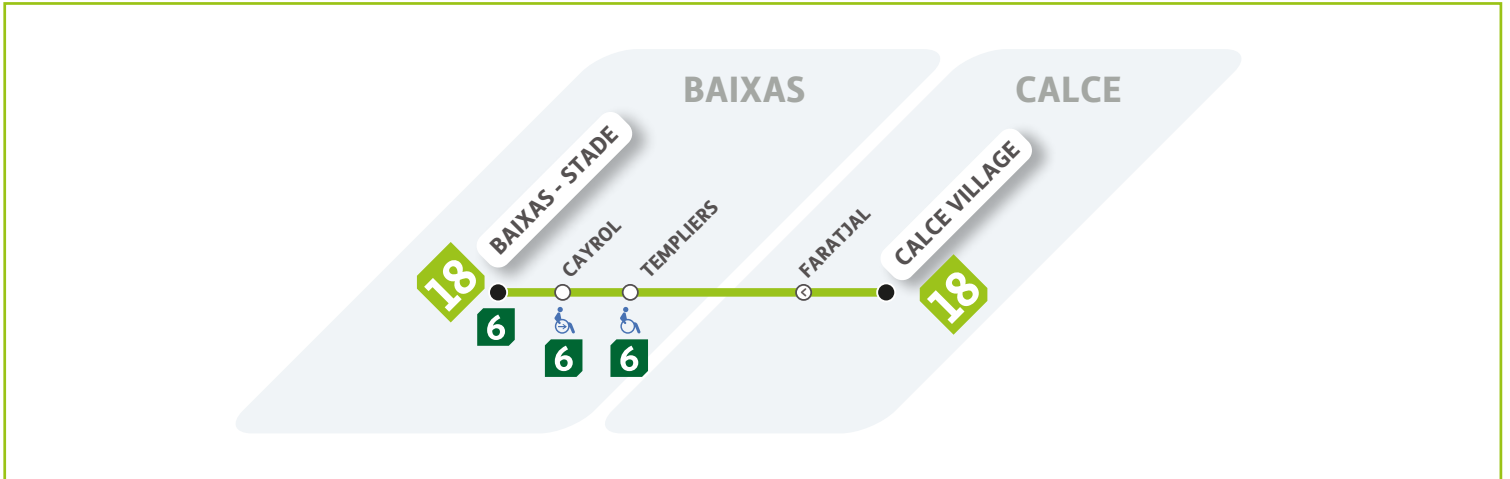 BAIXAS
CALCE
18
BAIXAS - STADE
CAYROL
TEMPLIERS
FARATJAL
CALCE VILLAGE
18
6
6
6